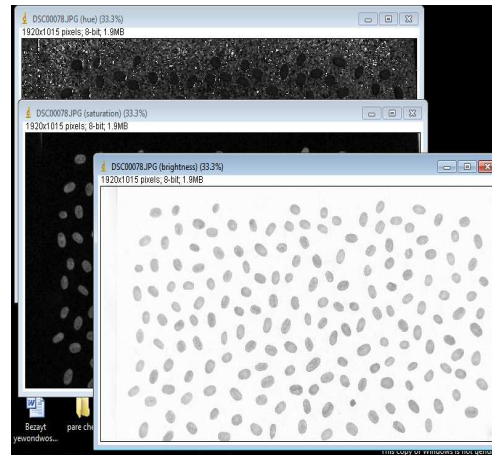 DSC00078.JPG (hue) (33.3%)
1920x1015 pixels; 8-bit; 1.9MB
DSC00078.JPG (saturation) (33.3%)
1920x1015 pixels; 8-bit; 1.9MB
DSC00078.JPG (brightness) (33.3%)
1920x1015 pixels; 8-bit; 1.9MB
Bezayt
yewondwos...
pare che
This copy of Windows is not genu